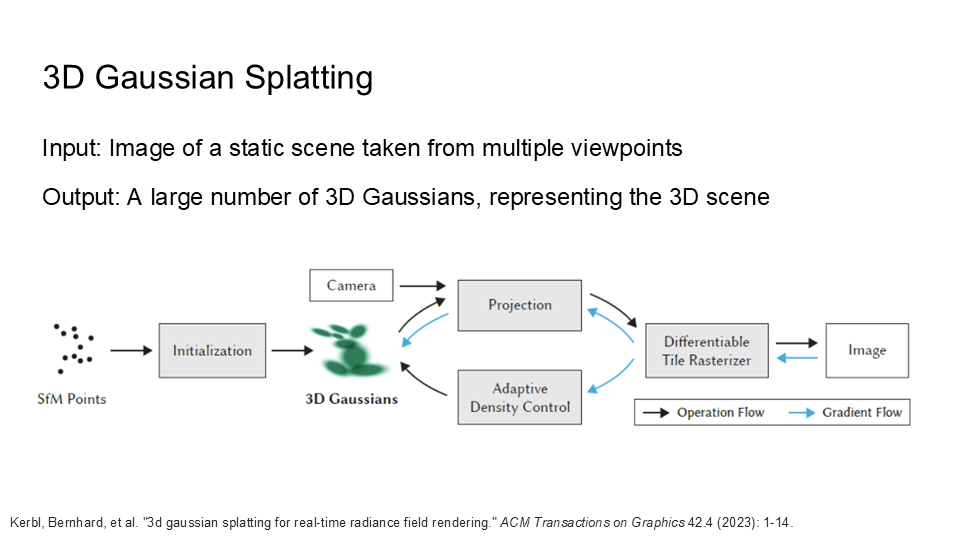 3D Gaussian Splatting
Input: Image of a static scene taken from multiple viewpoints
Output: A large number of 3D Gaussians, representing the 3D scene
Camera
Projection
Initialization
Differentiable
Tile Rasterizer
Image
SfM Points
3D Gaussians
Adaptive
Density Control
Operation Flow
Gradient Flow
Kerbl, Bernhard, et al. "3d gaussian splatting for real-time radiance field rendering." ACM Transactions on Graphics 42.4 (2023): 1-14.